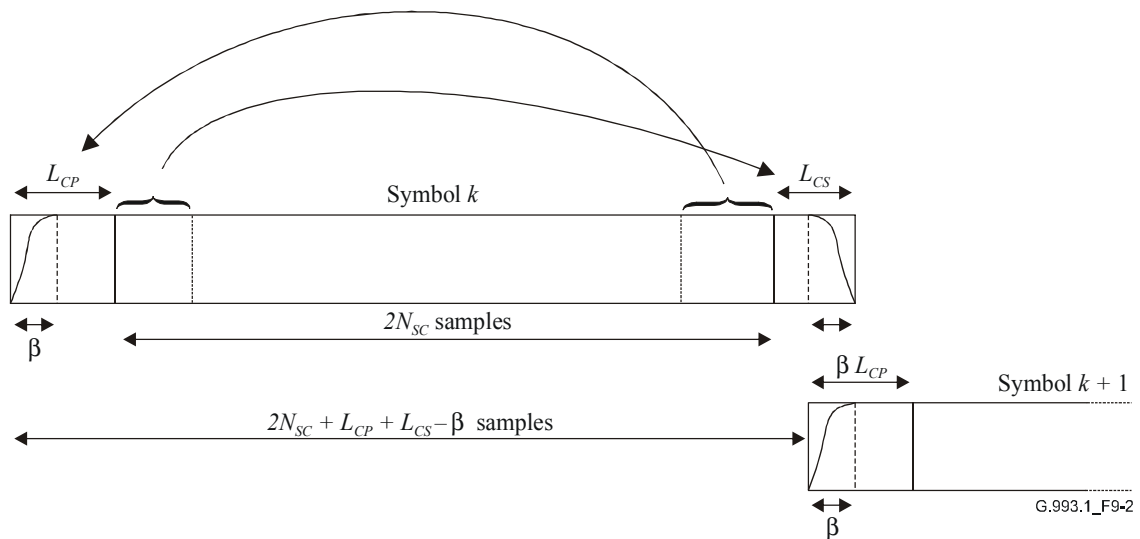 L_CP
Symbol k
L_CS
2N_SC samples
β
β L_CP
Symbol k + 1
2N_SC + L_CP + L_CS – β samples
β
G.993.1_F9-2